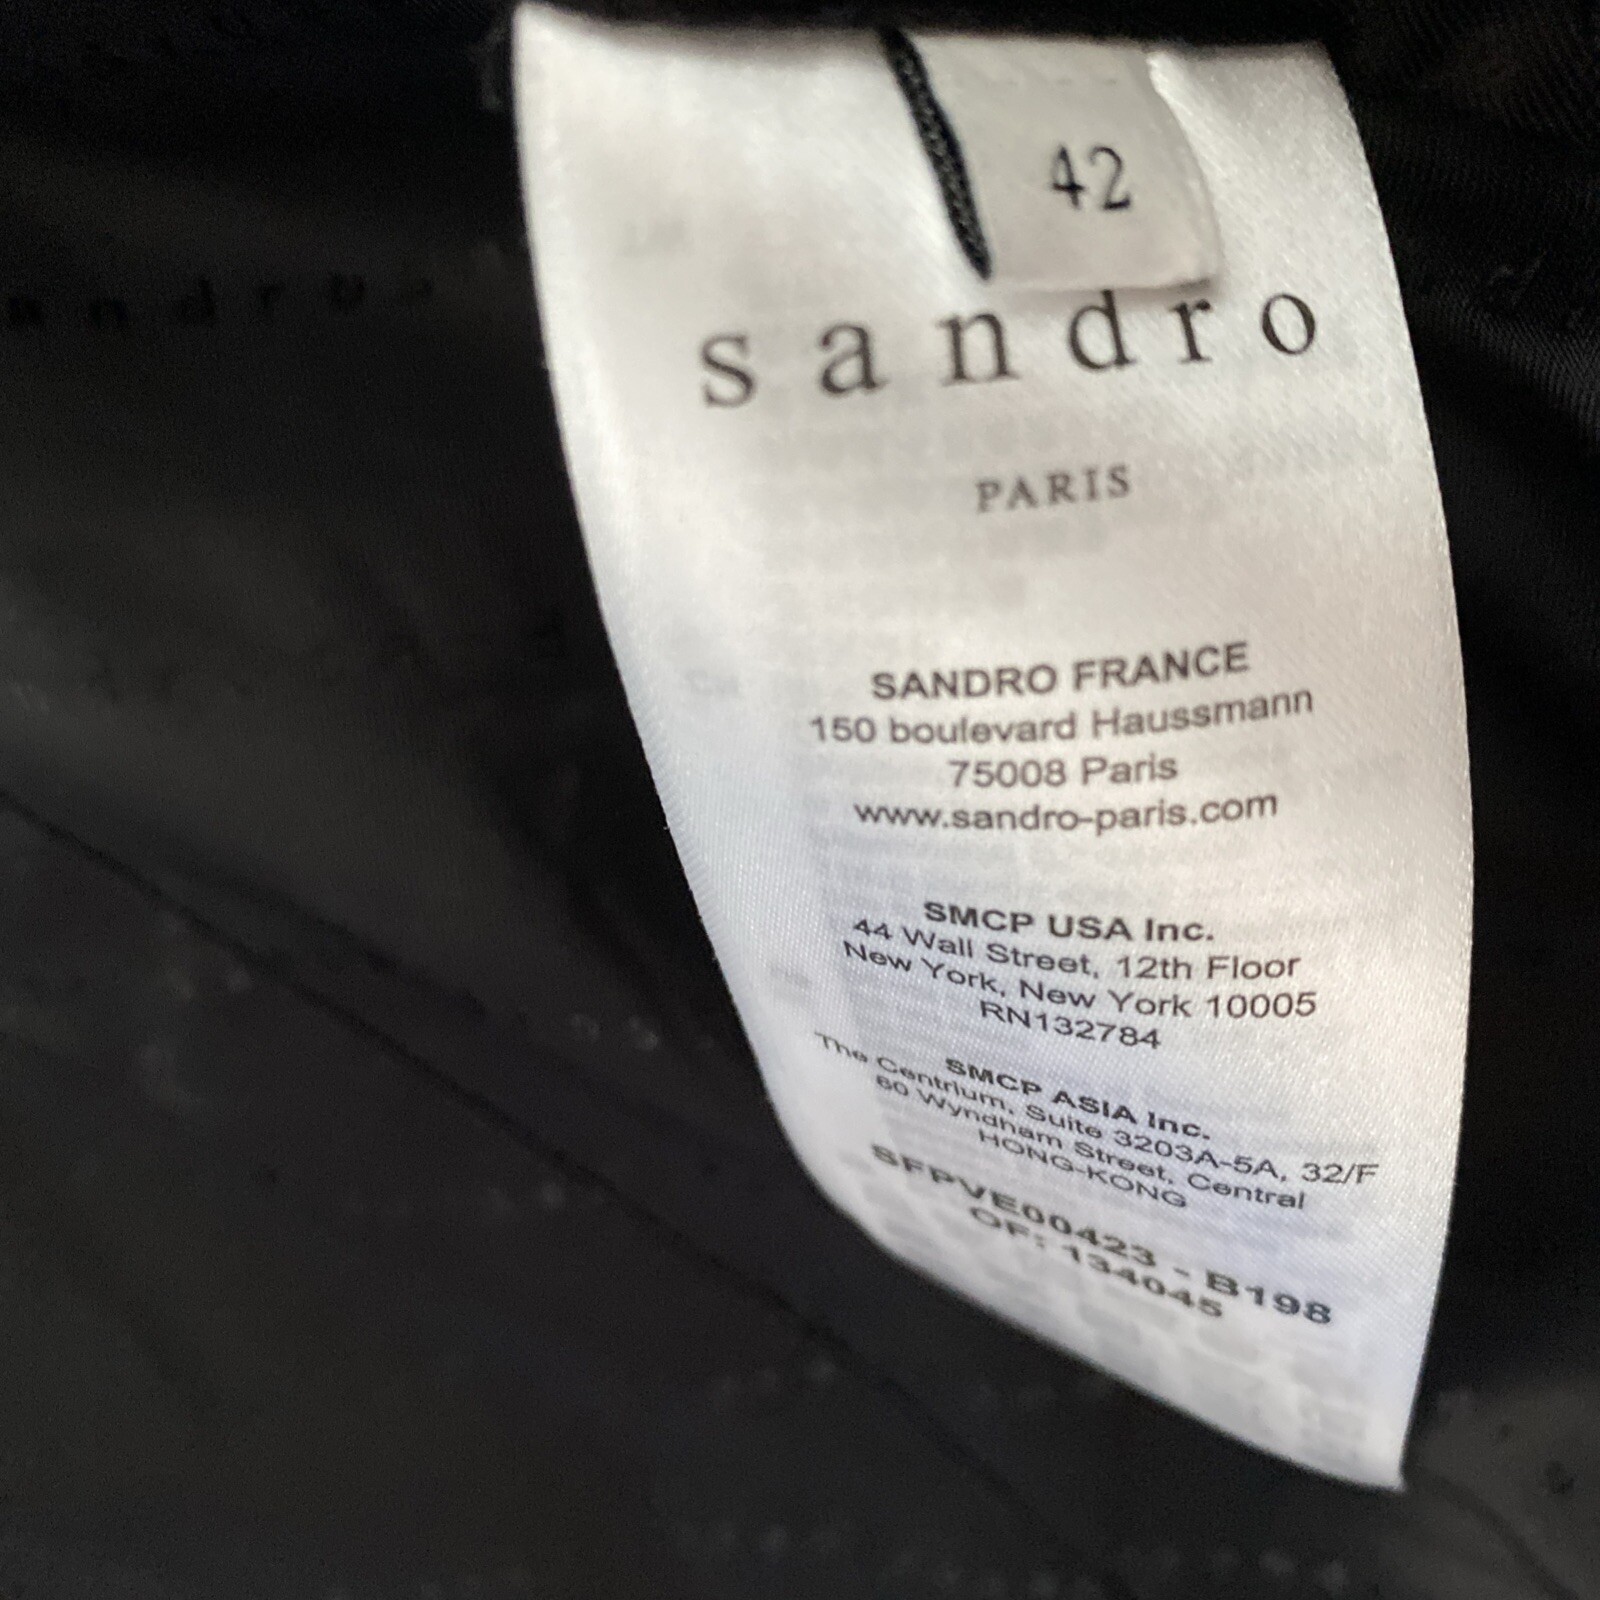 42
sandro
PARIS
SANDRO FRANCE
150 boulevard Haussmann
75008 Paris
www.sandro-paris.com
SMCP USA Inc.
44 Wall Street, 12th Floor
New York, New York 10005
RN132784
SMCP ASIA Inc.
The Centrium, Suite 3203A-5A, 32/F
60 Wyndham Street, Central
HONG-KONG
SFPVE00423 - B198
OF: 134045
andro